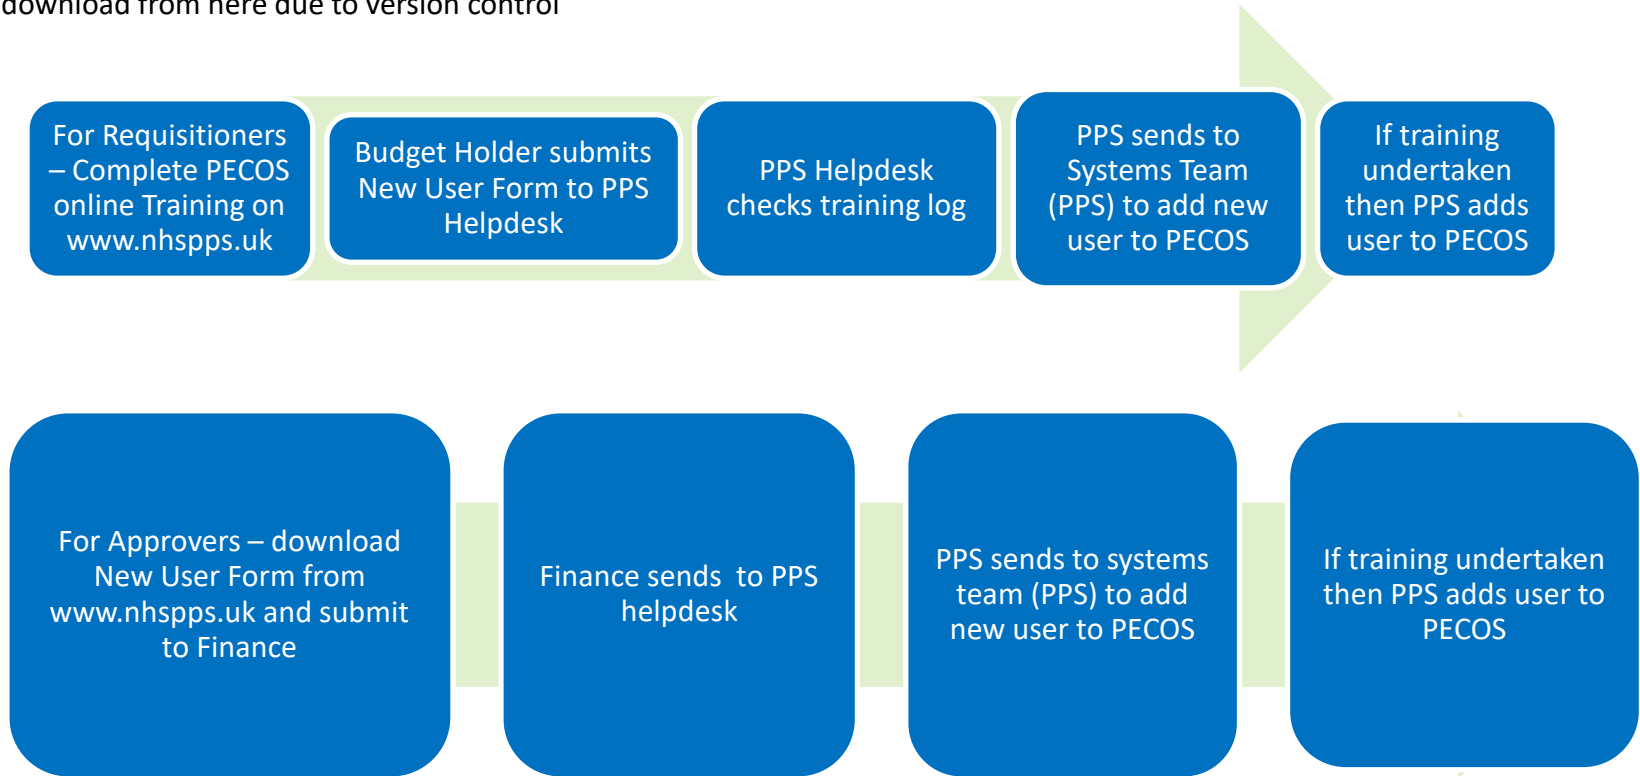 download from here due to version control
For Requisitioners
– Complete PECOS
online Training on
www.nhspps.uk
Budget Holder submits
New User Form to PPS
Helpdesk
PPS Helpdesk
checks training log
PPS sends to
Systems Team
(PPS) to add new
user to PECOS
If training
undertaken
then PPS adds
user to PECOS
For Approvers – download
New User Form from
www.nhspps.uk and submit
to Finance
Finance sends  to PPS
helpdesk
PPS sends to systems
team (PPS) to add
new user to PECOS
If training undertaken
then PPS adds user to
PECOS